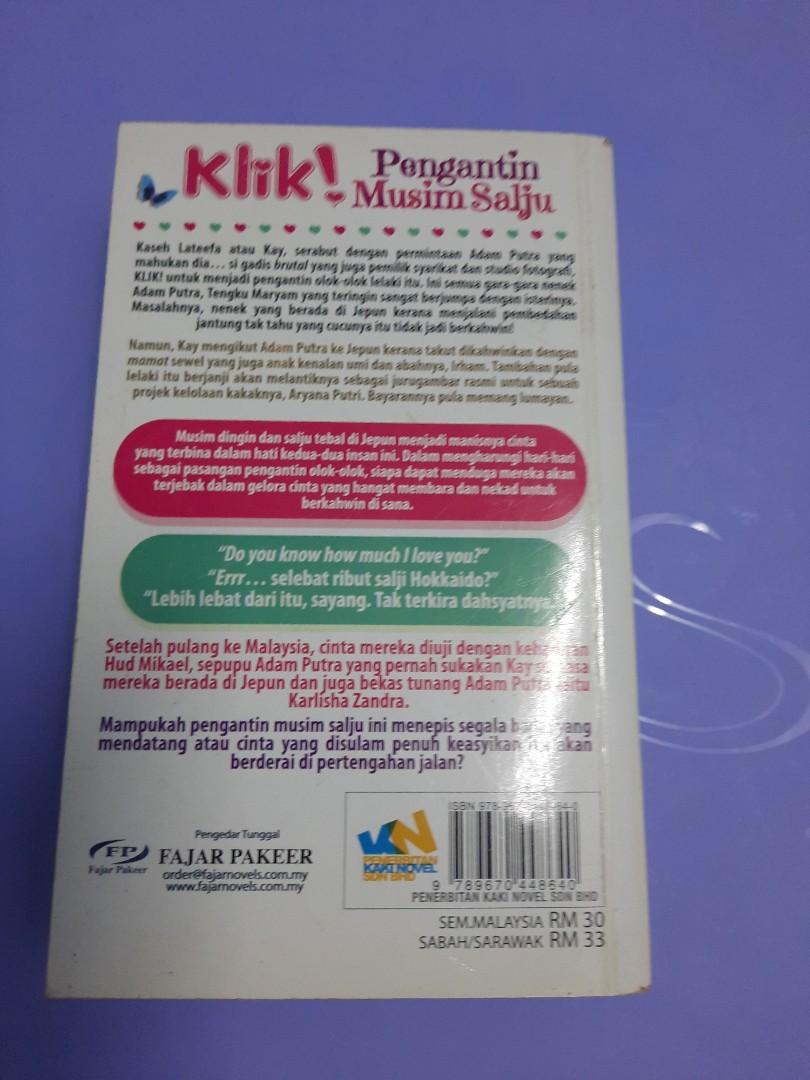 Klik! Pengantin
Musim Salju
Kaseh Lateefa atau Kay, serabut dengan permintaan Adam Putra yang
mahukan dia... si gadis brutal yang juga pemilik syarikat dan studio fotografi,
KLIK! untuk menjadi pengantin olok-olok lelaki itu. Ini semua gara-gara nenek
Adam Putra, Tengku Maryam yang teringin sangat berjumpa dengan isterinya.
Masalahnya, nenek yang berada di Jepun kerana menjalani pembedahan
jantung tak tahu yang cucunya itu tidak jadi berkahwin!
Namun, Kay mengikut Adam Putra ke Jepun kerana takut dikahwinkan dengan
mamat sewel yang juga anak kenalan umi dan abahnya, Irham. Tambahan pula
lelaki itu berjanji akan melantiknya sebagai jurugambar rasmi untuk sebuah
projek kelolaan kakaknya, Aryana Putri. Bayarannya pula memang lumayan.
Musim dingin dan salju tebal di Jepun menjadi manisnya cinta
yang terbina dalam hati kedua-dua insan ini. Dalam mengharungi hari-hari
sebagai pasangan pengantin olok-olok, siapa dapat menduga mereka akan
terjebak dalam gelora cinta yang hangat membara dan nekad untuk
berkahwin di sana.
"Do you know how much I love you?"
"Errr... selebat ribut salji Hokkaido?"
"Lebih lebat dari itu, sayang. Tak terkira dahsyatnya
Setelah pulang ke Malaysia, cinta mereka diuji dengan
Hud Mikael, sepupu Adam Putra yang pernah sukakan Kay
mereka berada di Jepun dan juga bekas tunang Adam Putra
Karlisha Zandra.
Mampukah pengantin musim salju ini menepis segala yang
mendatang atau cinta yang disulam penuh keasyikan akan
berderai di pertengahan jalan?
Pengedar Tunggal
FP FAJAR PAKEER
Fajar Pakeer
order@fajarnovels.com.my
www.fajarnovels.com.my
KN
PENERBITAN
KAKI NOVEL
SDN BHD
ISBN
9 789670 448640
PENERBITAN KAKI NOVEL SDN BHD
SEM.MALAYSIA RM 30
SABAH/SARAWAK RM 33